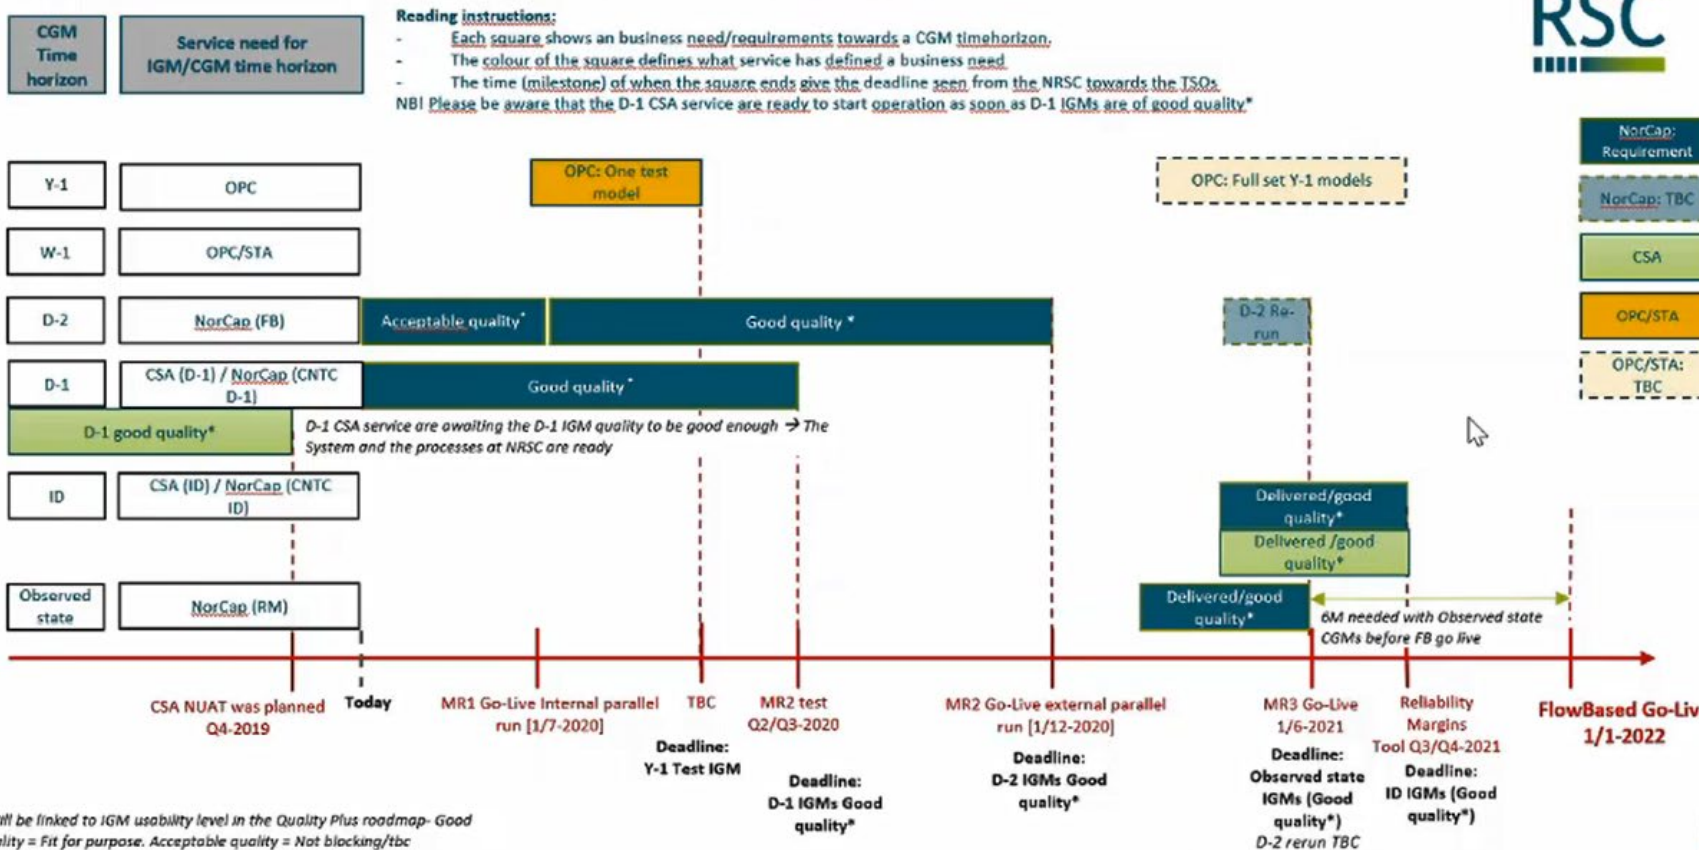 CGM
Time
horizon
Service need for
IGM/CGM time horizon
Reading instructions:
- Each square shows an business need/requirements towards a CGM timehorizon.
- The colour of the square defines what service has defined a business need
- The time (milestone) of when the square ends give the deadline seen from the NRSC towards the TSOs
NB! Please be aware that the D-1 CSA service are ready to start operation as soon as D-1 IGMs are of good quality*
RSC
NorCap:
Requirement
NorCap: TBC
CSA
OPC/STA
OPC/STA:
TBC
Y-1
OPC
OPC: One test
model
OPC: Full set Y-1 models
W-1
OPC/STA
D-2
NorCap (FB)
Acceptable quality*
Good quality *
D-2 Re-
run
D-1
CSA (D-1) / NorCap (CNTC
D-1)
Good quality *
D-1 good quality*
D-1 CSA service are awaiting the D-1 IGM quality to be good enough → The
System and the processes at NRSC are ready
ID
CSA (ID) / NorCap (CNTC
ID)
Delivered/good
quality*
Delivered /good
quality*
Observed
state
NorCap (RM)
Delivered/good
quality*
6M needed with Observed state
CGMs before FB go live
CSA NUAT was planned
Q4-2019
Today
MR1 Go-Live Internal parallel
run [1/7-2020]
TBC
Deadline:
Y-1 Test IGM
MR2 test
Q2/Q3-2020
Deadline:
D-1 IGMs Good
quality*
MR2 Go-Live external parallel
run [1/12-2020]
Deadline:
D-2 IGMs Good
quality*
MR3 Go-Live
1/6-2021
Deadline:
Observed state
IGMs (Good
quality*)
D-2 rerun TBC
Reliability
Margins
Tool Q3/Q4-2021
Deadline:
ID IGMs (Good
quality*)
FlowBased Go-Liv
1/1-2022
ill be linked to IGM usability level in the Quality Plus roadmap- Good
lity = Fit for purpose. Acceptable quality = Not blocking/tbc